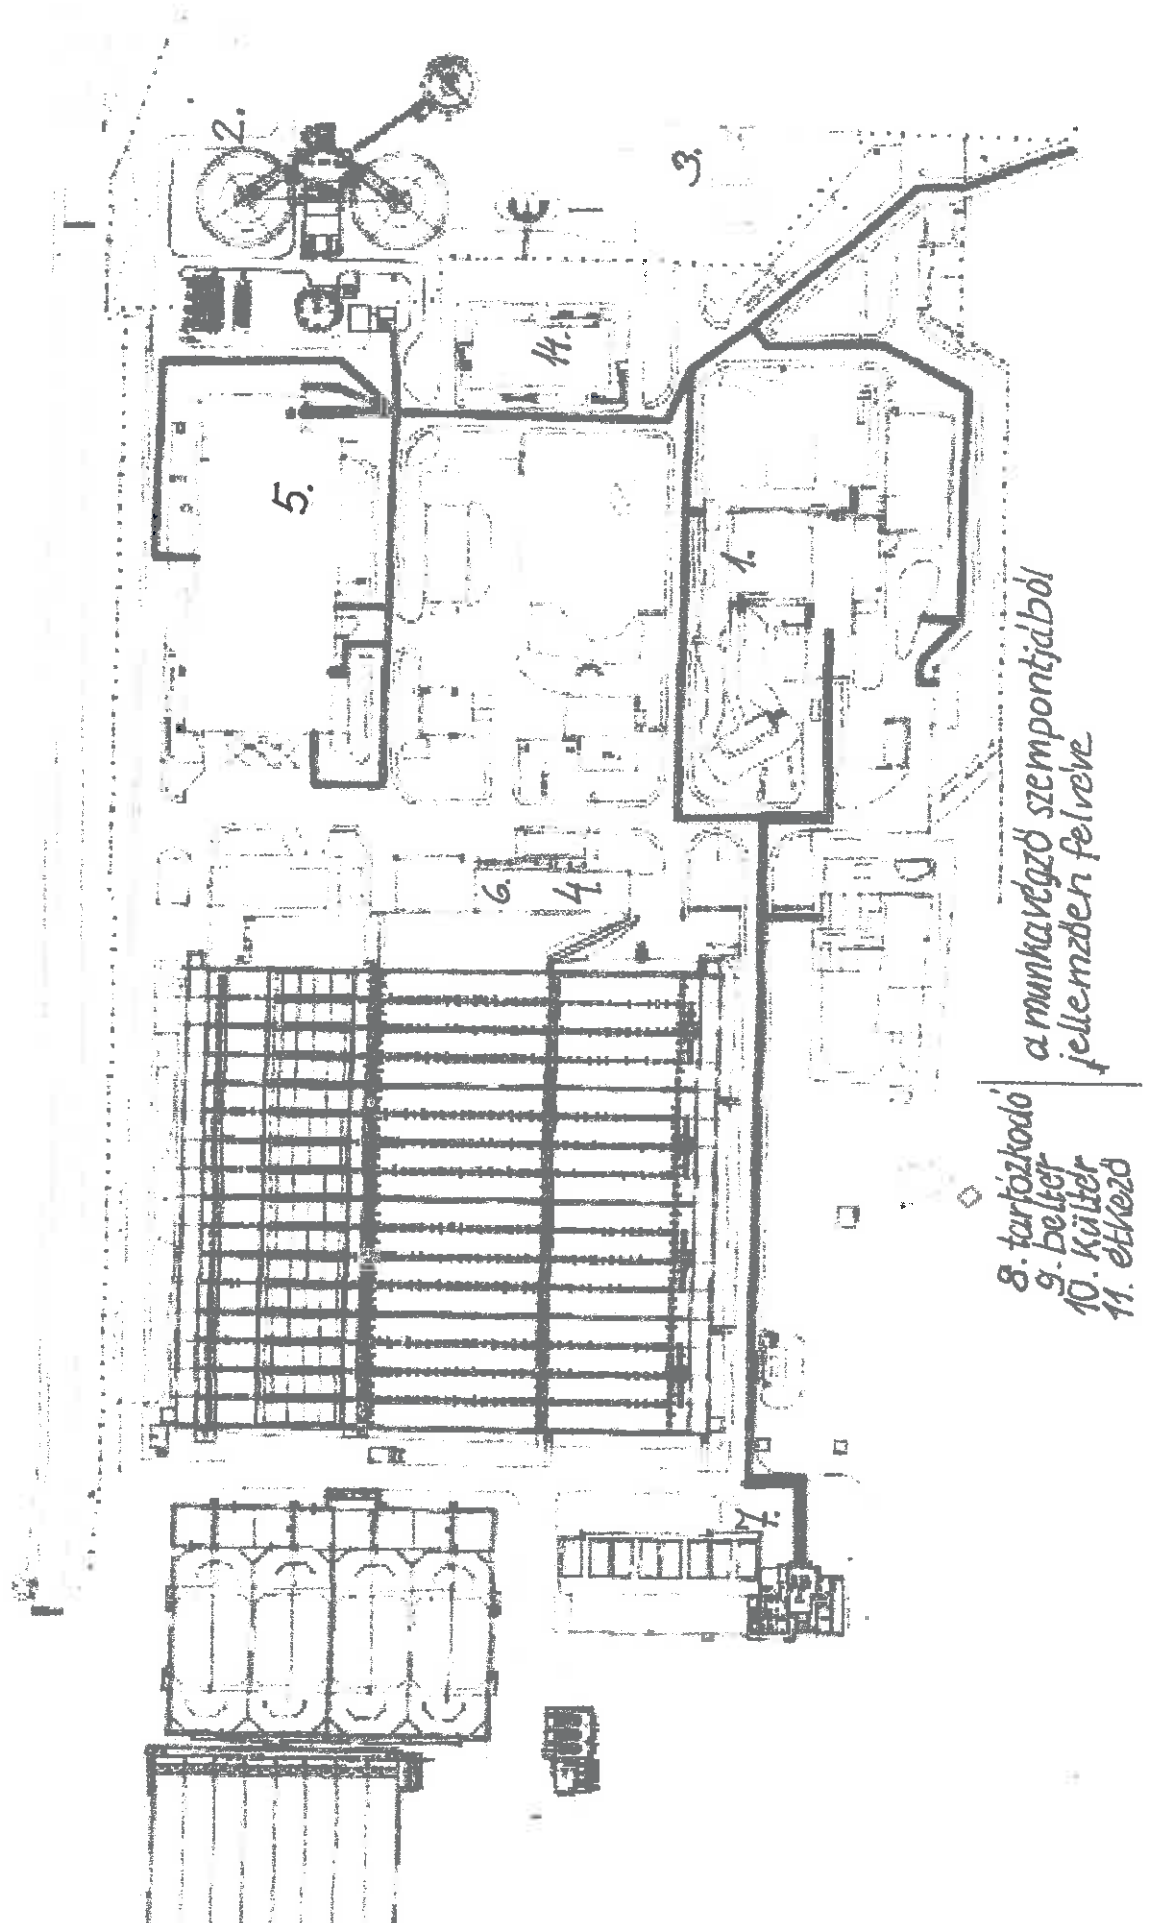 2.
3.
14.
5.
1.
6.
4.
7.
8. tartózkodó
9. beltér
10. Kültér
11. étkező
a munkavégző szempontjából
jellemzően felvéve